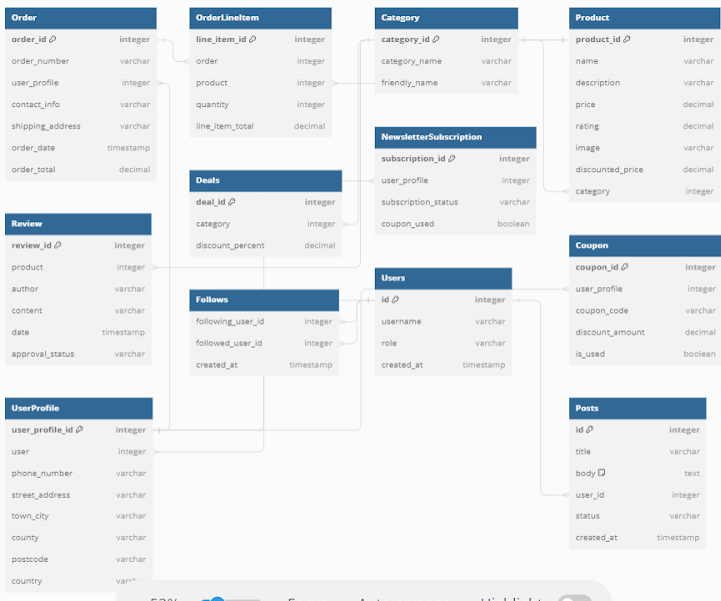 Order
order_id integer
order_number varchar
user_profile integer
contact_info varchar
shipping_address varchar
order_date timestamp
order_total decimal
OrderLineItem
line_item_id integer
order integer
product integer
quantity integer
line_item_total decimal
Category
category_id integer
category_name varchar
friendly_name varchar
Product
product_id integer
name varchar
description varchar
price decimal
rating decimal
image varchar
discounted_price decimal
category integer
NewsletterSubscription
subscription_id integer
user_profile integer
subscription_status varchar
coupon_used boolean
Deals
deal_id integer
category integer
discount_percent decimal
Review
review_id integer
product integer
author varchar
content varchar
date timestamp
approval_status varchar
Follows
following_user_id integer
followed_user_id integer
created_at timestamp
Users
id integer
username varchar
role varchar
created_at timestamp
Coupon
coupon_id integer
user_profile integer
coupon_code varchar
discount_amount decimal
is_used boolean
UserProfile
user_profile_id integer
user integer
phone_number varchar
street_address varchar
town_city varchar
county varchar
postcode varchar
country
Posts
id integer
title varchar
body text
user_id integer
status varchar
created_at timestamp